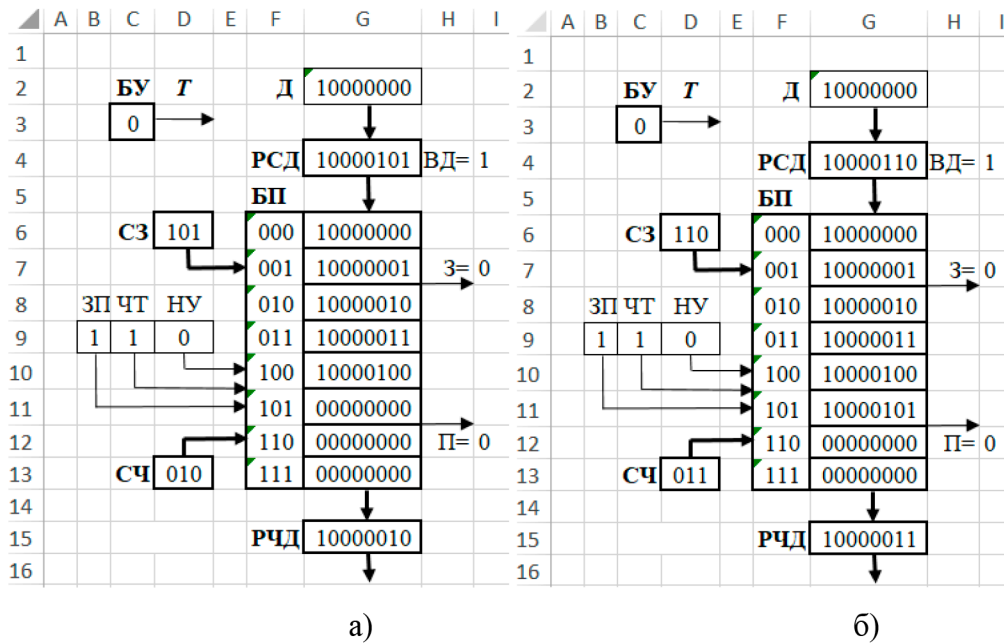 A B C D E F G H I
1
2 БУ T Д 10000000
3 0
4 РСД 10000101 ВД= 1
5 БП
6 СЗ 101 000 10000000
7 001 10000001 З= 0
8 ЗП ЧТ НУ 010 10000010
9 1 1 0 011 10000011
10 100 10000100
11 101 00000000
12 110 00000000 П= 0
13 СЧ 010 111 00000000
14
15 РЧД 10000010
16
а)
A B C D E F G H I
1
2 БУ T Д 10000000
3 0
4 РСД 10000110 ВД= 1
5 БП
6 СЗ 110 000 10000000
7 001 10000001 З= 0
8 ЗП ЧТ НУ 010 10000010
9 1 1 0 011 10000011
10 100 10000100
11 101 10000101
12 110 00000000 П= 0
13 СЧ 011 111 00000000
14
15 РЧД 10000011
16
б)